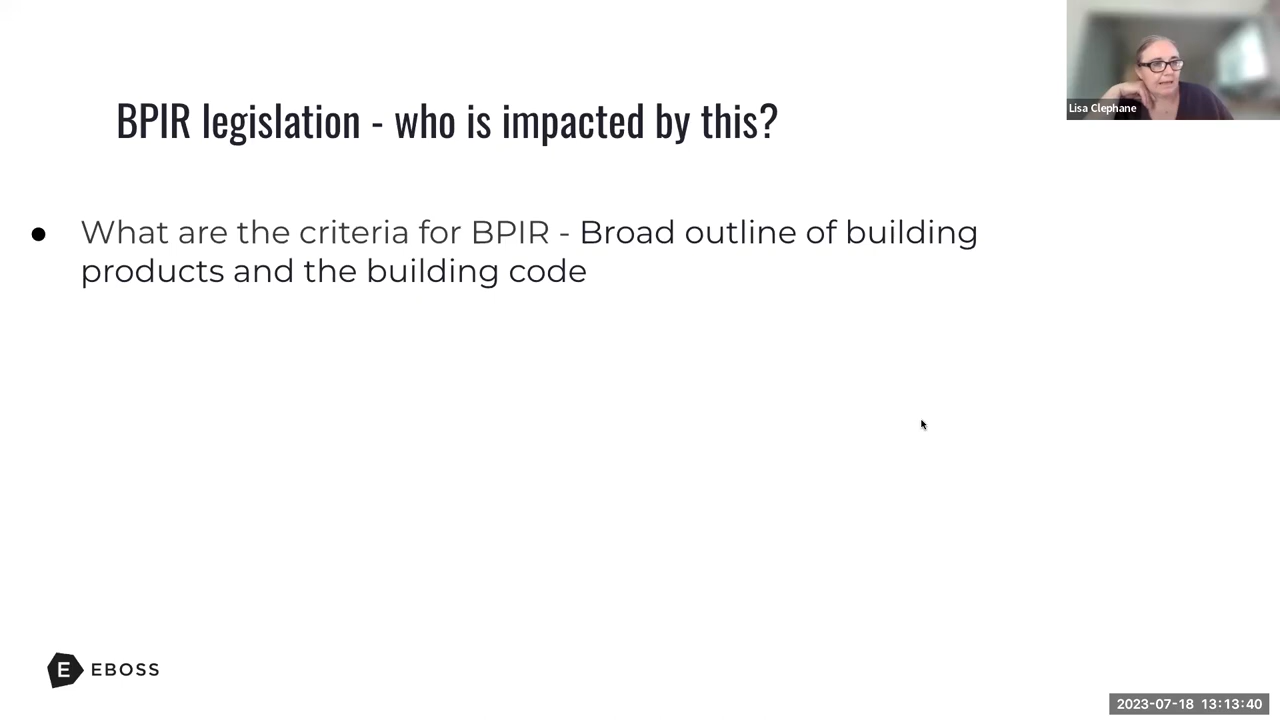 BPIR legislation - who is impacted by this?
Lisa Clephane
● What are the criteria for BPIR - Broad outline of building
products and the building code
E EBOSS
2023-07-18 13:13:40